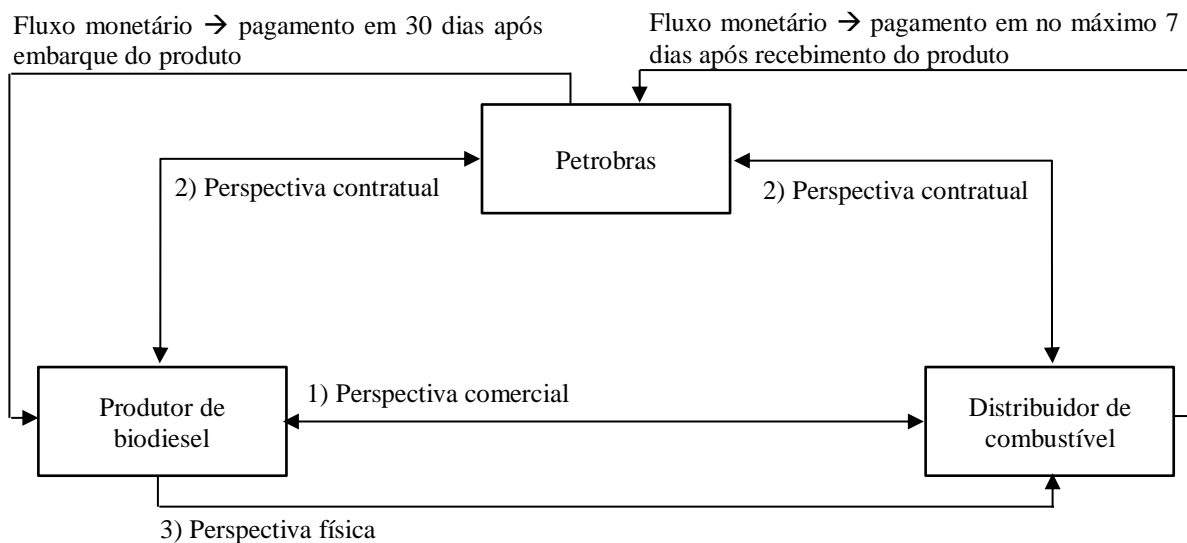 Fluxo monetário → pagamento em 30 dias após
embarque do produto
Fluxo monetário → pagamento em no máximo 7
dias após recebimento do produto
Petrobras
2) Perspectiva contratual
2) Perspectiva contratual
Produtor de
biodiesel
1) Perspectiva comercial
Distribuidor de
combustível
3) Perspectiva física